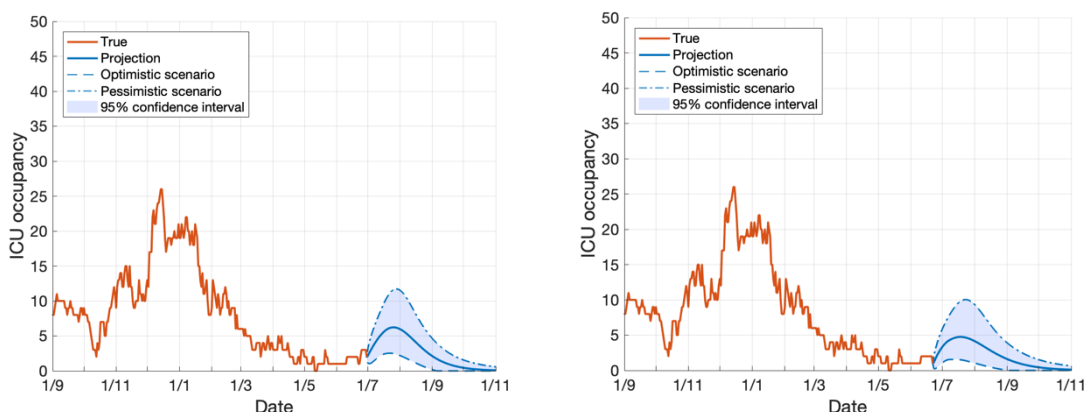 50
45
40
35
30
25
20
15
10
5
0
ICU occupancy
True
Projection
Optimistic scenario
Pessimistic scenario
95% confidence interval
1/9 1/11 1/1 1/3 1/5 1/7 1/9 1/11
Date
50
45
40
35
30
25
20
15
10
5
0
ICU occupancy
True
Projection
Optimistic scenario
Pessimistic scenario
95% confidence interval
1/9 1/11 1/1 1/3 1/5 1/7 1/9 1/11
Date